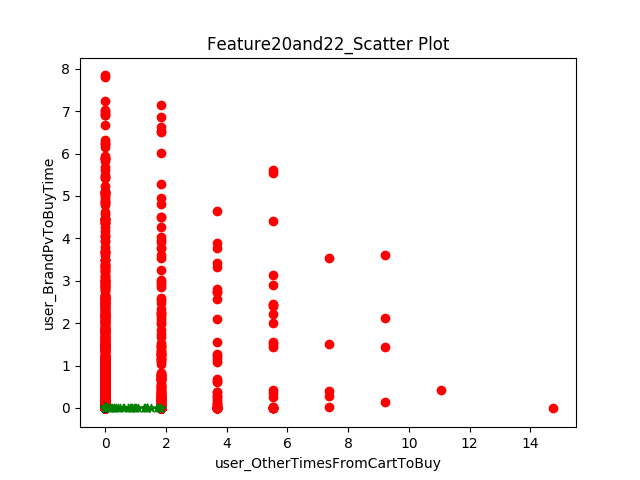 Feature20and22_Scatter Plot
user_BrandPvToBuyTime
8
7
6
5
4
3
2
1
0
0 2 4 6 8 10 12 14
user_OtherTimesFromCartToBuy